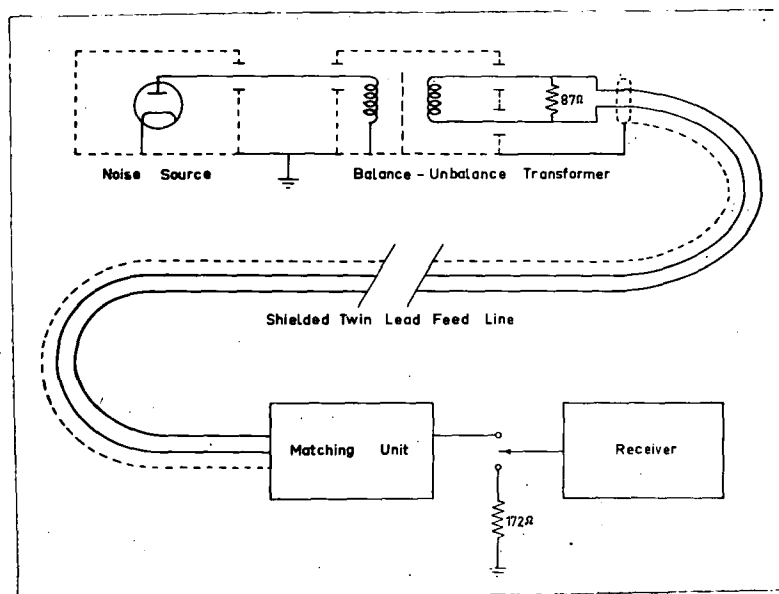 87Ω
Noise Source
Balance - Unbalance Transformer
Shielded Twin Lead Feed Line
Matching Unit
Receiver
172Ω